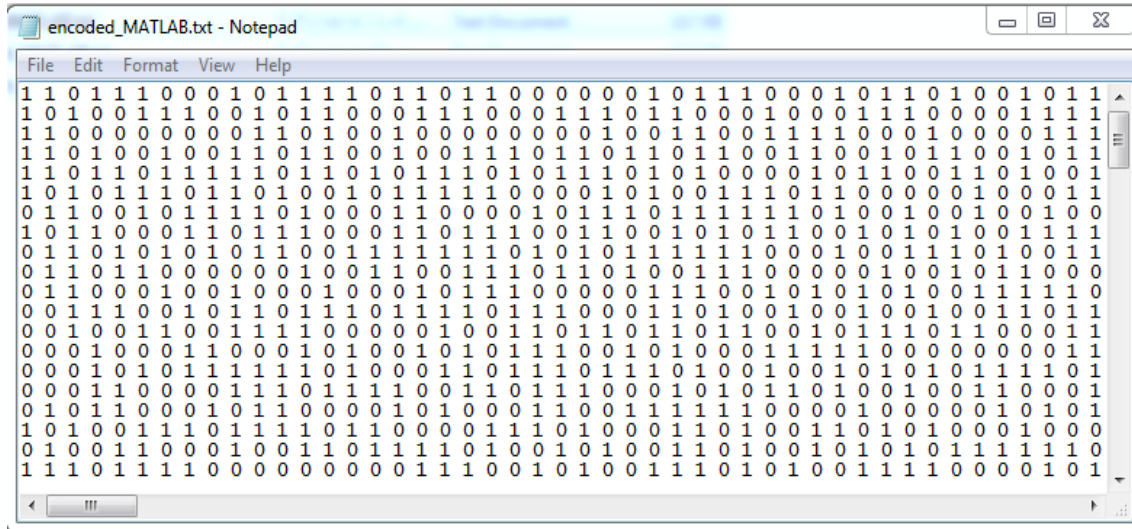 encoded_MATLAB.txt - Notepad
File Edit Format View Help
1 1 0 1 1 1 0 0 0 1 0 1 1 1 1 0 1 1 0 1 1 0 0 0 0 0 0 1 0 1 1 1 0 0 0 1 0 1 1 0 1 0 0 1 0 1 1
1 0 1 0 0 1 1 1 0 0 1 0 1 1 0 0 0 1 1 1 0 0 0 1 1 1 0 1 1 0 0 0 1 0 0 0 1 1 1 0 0 0 0 1 1 1 1
1 1 0 0 0 0 0 0 0 0 1 1 0 1 0 0 1 0 0 0 0 0 0 0 1 0 0 1 1 0 0 1 1 1 1 0 0 0 1 0 0 0 0 0 1 1 1
1 1 0 1 0 0 1 0 0 1 1 0 1 1 0 0 1 0 0 1 1 1 0 1 1 0 1 1 0 0 1 1 0 0 1 0 1 1 0 0 1 0 1 1
1 1 0 1 1 0 1 1 1 1 1 0 1 1 0 1 0 1 1 1 0 1 0 1 1 1 0 1 0 0 0 0 0 1 0 1 1 0 0 1 1 0 1 0 0 1
1 0 1 0 1 1 1 0 1 1 0 1 0 0 1 0 1 1 1 1 1 0 0 0 0 1 0 1 0 0 1 1 1 0 1 1 0 0 0 0 0 1 0 0 0 1 1
0 1 1 0 0 1 0 1 1 1 1 0 1 0 0 0 1 1 0 0 0 0 1 0 1 1 1 0 1 1 1 1 1 1 1 0 1 0 0 1 0 0 1 0 0 1 0 0
1 0 1 1 0 0 0 1 1 0 1 1 1 0 0 0 1 1 0 1 1 1 0 0 1 1 0 0 1 0 1 0 1 1 1 0 0 1 1 0 1 0 0 1 1 1 1
0 1 1 0 1 0 1 0 1 0 1 1 0 0 1 1 1 1 1 1 1 0 1 0 1 0 1 1 1 1 1 1 0 0 0 1 0 0 1 1 1 0 1 0 0 1 1
0 1 1 0 1 1 0 0 0 0 0 1 0 0 1 1 0 0 1 1 1 0 1 1 0 1 0 0 1 1 1 0 0 0 0 0 1 0 0 1 0 1 1 0 0 0
0 1 1 0 0 0 1 0 0 1 0 0 0 1 0 0 0 1 0 1 1 1 0 0 0 0 0 1 1 1 0 0 1 0 1 0 1 0 1 0 0 1 1 1 1 1 0
0 0 1 1 1 0 0 1 0 1 1 0 1 1 1 0 1 1 1 1 0 0 1 1 1 0 1 1 0 1 1 0 1 0 0 1 0 0 1 0 1 0 0 0 1 1 1
0 0 1 0 0 1 1 0 0 1 1 1 1 0 0 0 0 0 1 0 0 1 1 0 1 1 0 1 1 1 0 1 1 0 0 1 0 1 1 1 0 1 1 0 0 0 1 1
0 0 0 1 0 0 0 1 1 0 0 0 1 0 1 0 0 1 0 1 0 1 1 1 0 0 1 0 1 0 0 0 1 1 1 1 1 0 0 0 0 0 0 0 0 1 1
0 0 0 1 0 1 0 1 1 1 1 1 1 0 1 0 0 0 1 0 1 1 0 1 1 1 0 1 1 1 0 1 0 0 1 0 0 1 0 1 1 1 1 1 1 0 1
0 0 0 1 1 0 0 0 0 1 1 1 0 1 1 1 1 0 0 1 1 0 1 1 1 0 0 0 1 0 1 0 1 1 0 1 0 0 1 0 1 0 0 1 0 0 1
0 1 0 1 1 0 0 0 1 0 1 1 0 0 0 0 1 0 1 0 0 0 1 1 0 0 1 1 1 1 1 1 1 0 0 0 0 1 0 0 0 0 0 1 0 1
1 0 1 0 0 1 1 1 0 1 1 1 1 0 1 1 0 0 0 0 1 1 1 0 1 0 0 0 1 1 0 1 0 0 1 1 0 1 0 1 0 0 0 1 0 0
0 1 0 0 1 1 0 1 1 0 0 0 1 1 0 1 1 1 0 1 0 0 1 0 1 0 0 1 1 1 0 0 1 0 1 0 1 0 1 0 1 1 1 1 1 1 0
1 1 1 0 1 1 1 1 0 0 0 0 0 0 0 0 0 1 1 1 0 0 1 0 1 0 0 1 1 1 0 1 0 1 0 0 1 1 1 1 0 0 0 0 1 0 1